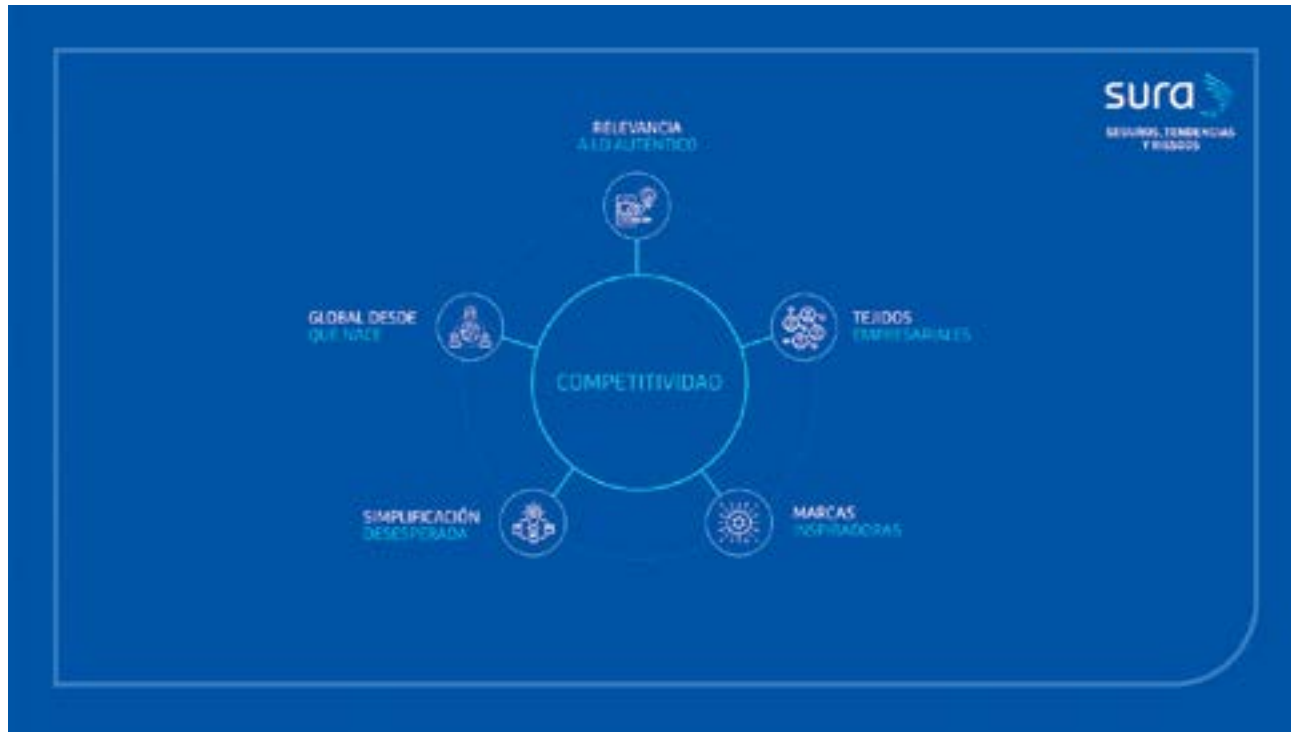 sura
SEGUROS, TENDENCIAS
Y RIESGOS
RELEVANCIA
A LO AUTÉNTICO
GLOBAL DESDE
QUE NACE
TEJIDOS
EMPRESARIALES
COMPETITIVIDAD
SIMPLIFICACIÓN
DESESPERADA
MARCAS
INSPIRADORAS